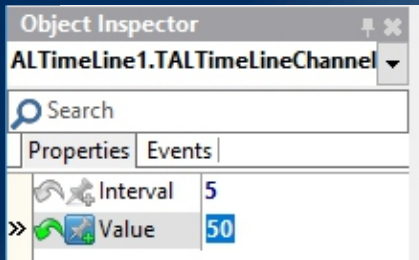 Object Inspector
ALTimeLine1.TALTimeLineChannel
Search
Properties Events
Interval 5
» Value 50